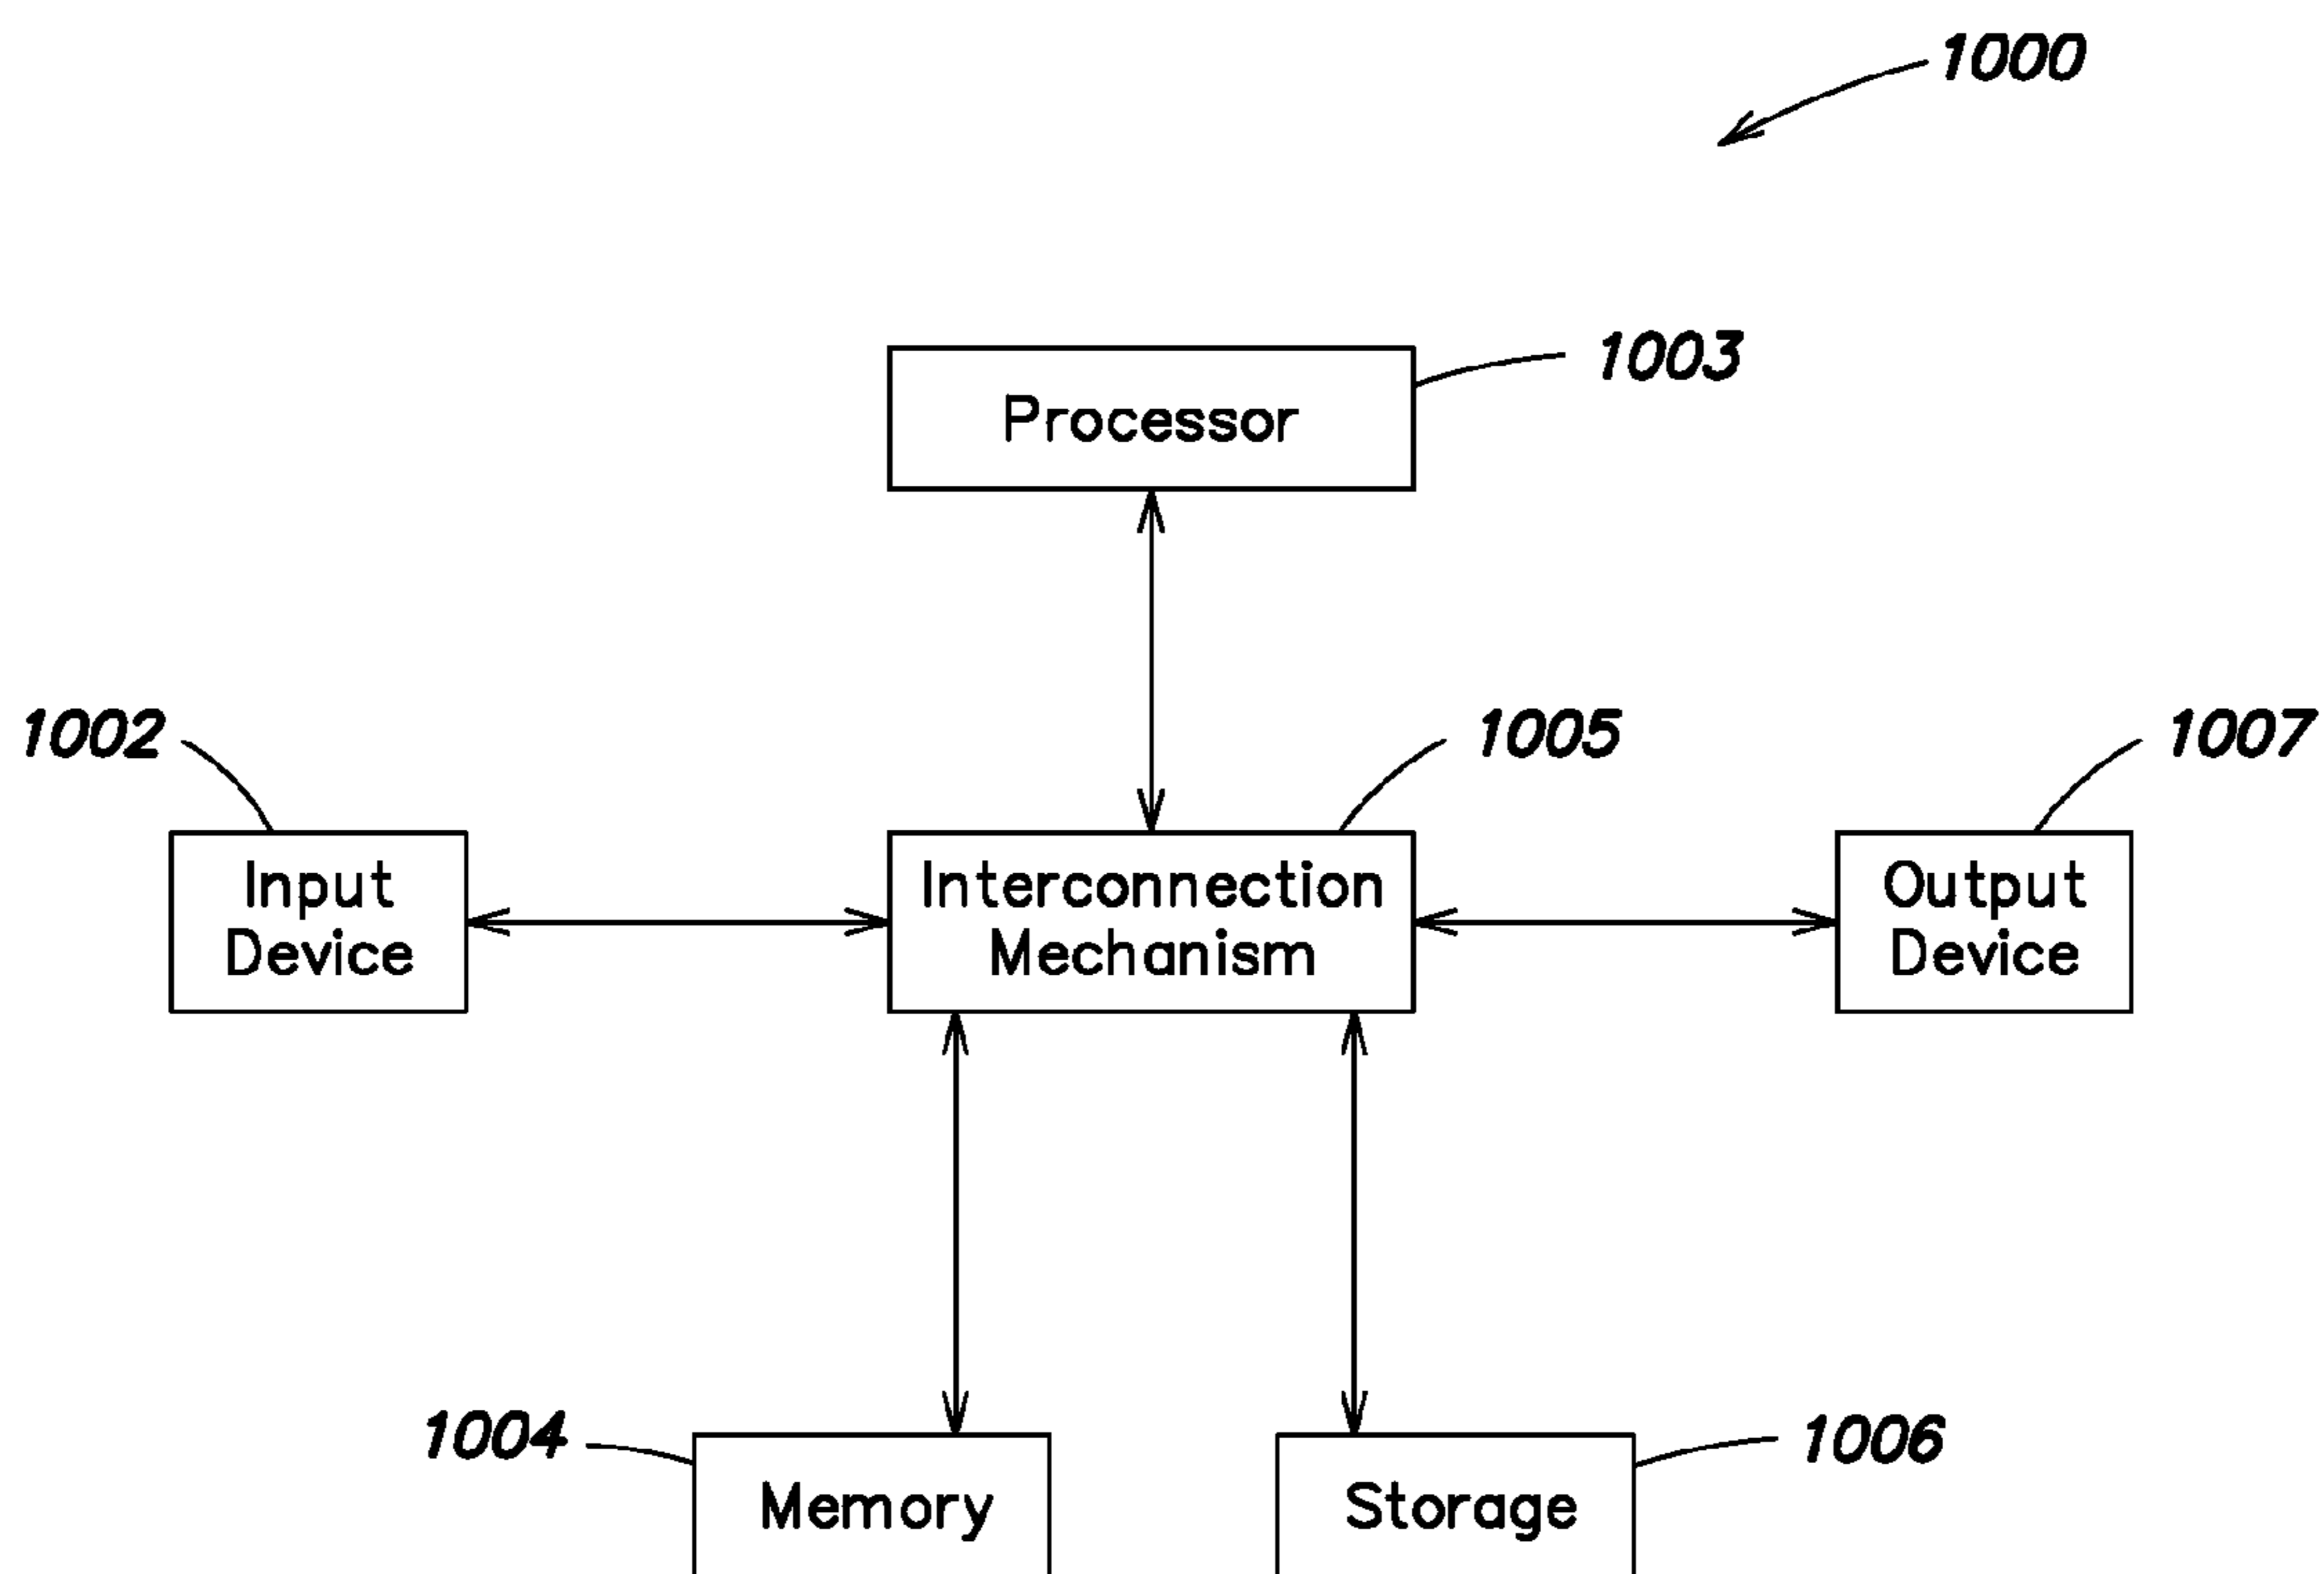 1000
1003
Processor
1002
1005
1007
Input
Device
Interconnection
Mechanism
Output
Device
1004
1006
Memory
Storage